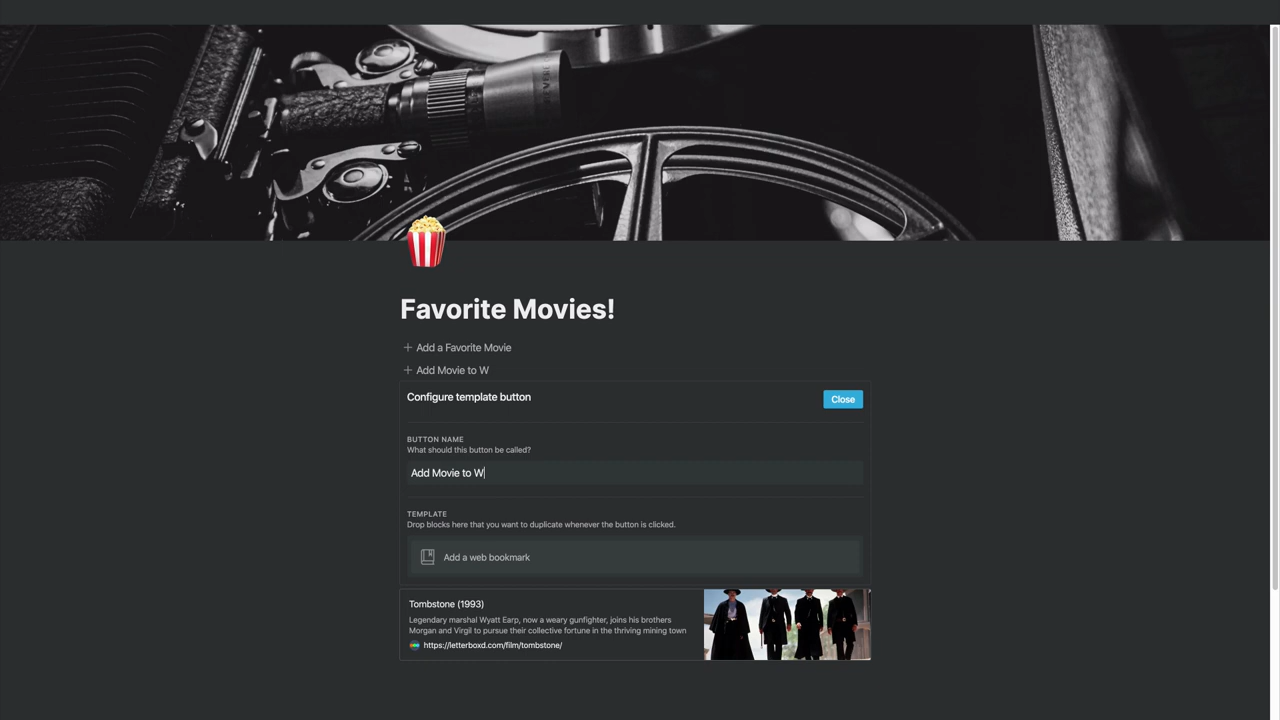 Favorite Movies!
Add a Favorite Movie
Add Movie to W
Configure template button
Close
BUTTON NAME
What should this button be called?
Add Movie to W
TEMPLATE
Drop blocks here that you want to duplicate whenever the button is clicked.
Add a web bookmark
Tombstone (1993)
Legendary marshal Wyatt Earp, now a weary gunfighter, joins his brothers
Morgan and Virgil to pursue their collective fortune in the thriving mining town
https://letterboxd.com/film/tombstone/